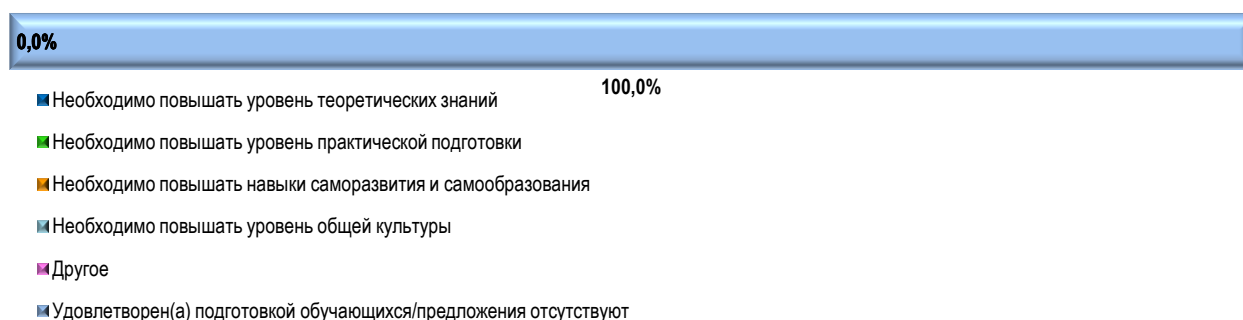 0,0%
100,0%
Необходимо повышать уровень теоретических знаний
Необходимо повышать уровень практической подготовки
Необходимо повышать навыки саморазвития и самообразования
Необходимо повышать уровень общей культуры
Другое
Удовлетворен(а) подготовкой обучающихся/предложения отсутствуют